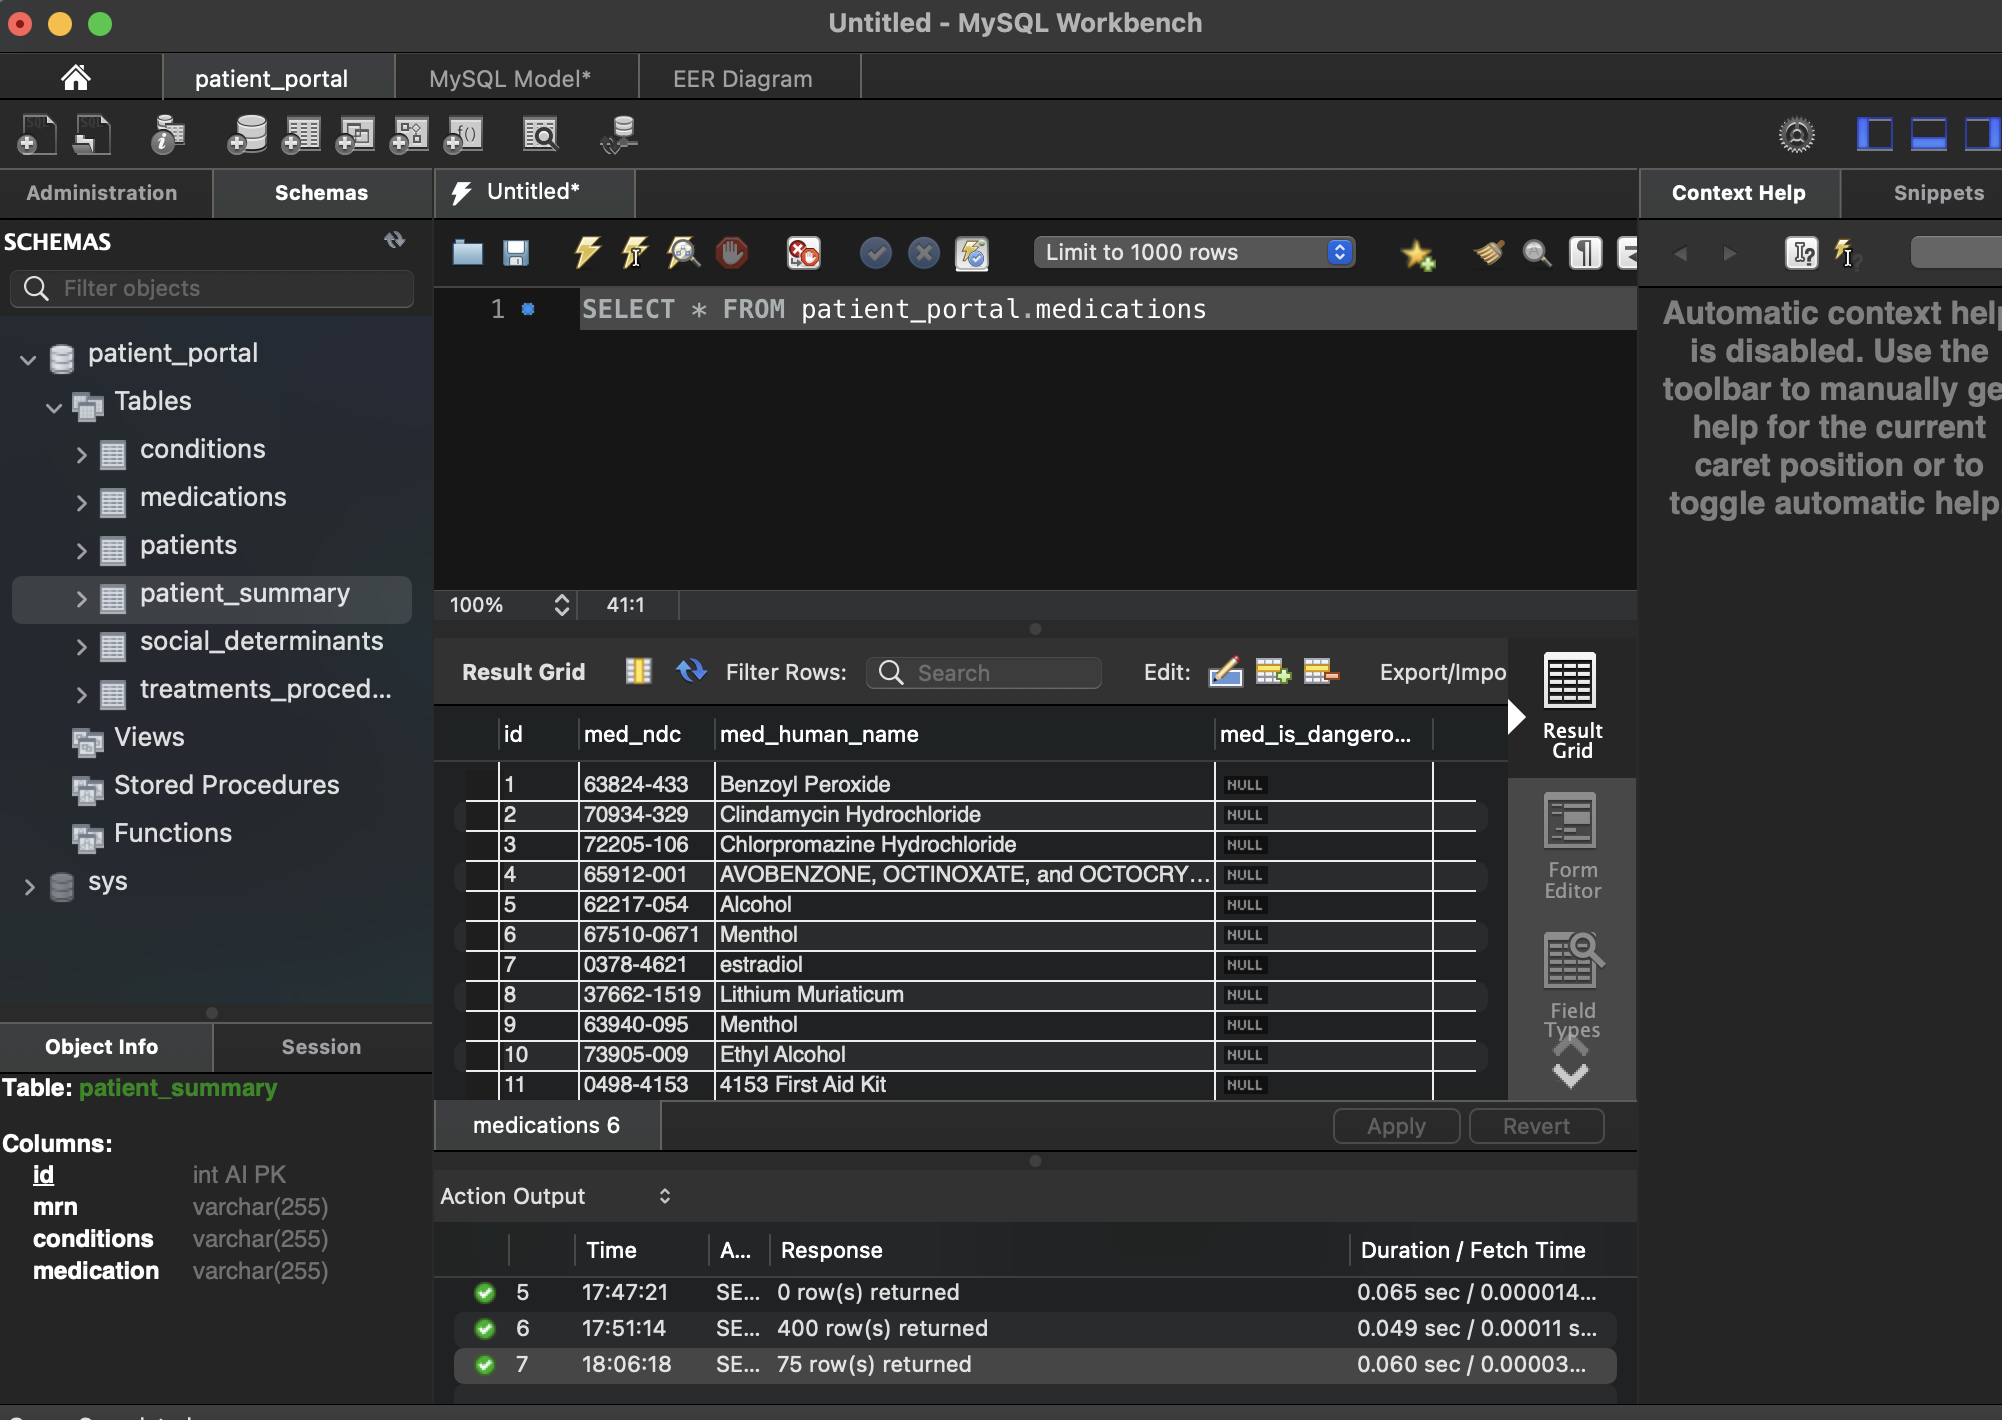 Untitled - MySQL Workbench
patient_portal
MySQL Model*
EER Diagram
Administration
Schemas
Untitled*
Context Help
Snippets
SCHEMAS
Filter objects
Limit to 1000 rows
1
SELECT * FROM patient_portal.medications
Automatic context help
is disabled. Use the
toolbar to manually ge
help for the current
caret position or to
toggle automatic help
patient_portal
Tables
conditions
medications
patients
patient_summary
social_determinants
treatments_proced...
Views
Stored Procedures
Functions
sys
100%
41:1
Result Grid
Filter Rows:
Search
Edit:
Export/Impo
Result
Grid
Form
Editor
Field
Types
id med_ndc med_human_name med_is_dangero...
1 63824-433 Benzoyl Peroxide NULL
2 70934-329 Clindamycin Hydrochloride NULL
3 72205-106 Chlorpromazine Hydrochloride NULL
4 65912-001 AVOBENZONE, OCTINOXATE, and OCTOCRY... NULL
5 62217-054 Alcohol NULL
6 67510-0671 Menthol NULL
7 0378-4621 estradiol NULL
8 37662-1519 Lithium Muriaticum NULL
9 63940-095 Menthol NULL
10 73905-009 Ethyl Alcohol NULL
11 0498-4153 4153 First Aid Kit NULL
medications 6
Apply
Revert
Object Info
Session
Table: patient_summary
Columns:
id int AI PK
mrn varchar(255)
conditions varchar(255)
medication varchar(255)
Action Output
Time A... Response Duration / Fetch Time
5 17:47:21 SE... 0 row(s) returned 0.065 sec / 0.000014...
6 17:51:14 SE... 400 row(s) returned 0.049 sec / 0.00011 s...
7 18:06:18 SE... 75 row(s) returned 0.060 sec / 0.00003...